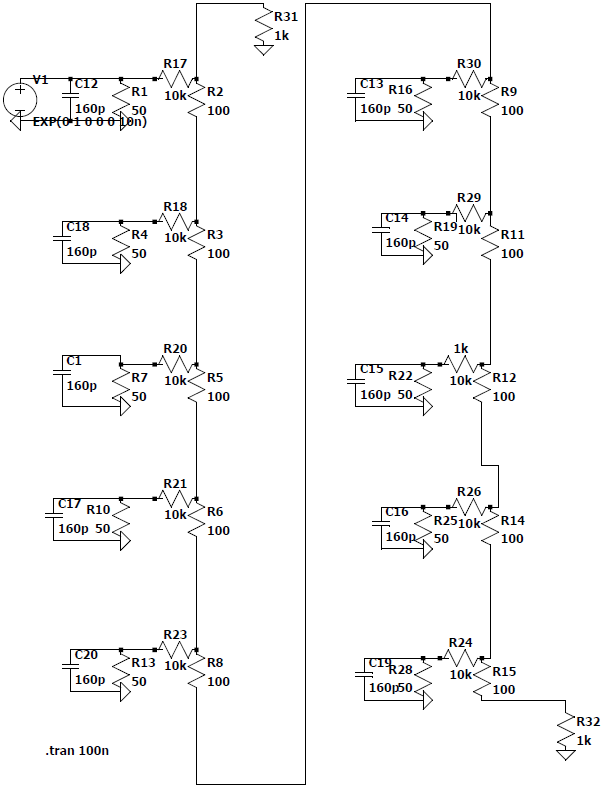 R31
1k
V1
C12
160p
R1
50
R17
10k
R2
100
EXP(0 1 0 0 0 10n)
C13
160p
R16
50
R30
10k
R9
100
C18
160p
R4
50
R18
10k
R3
100
C14
160p
R19
50
R29
10k
R11
100
C1
160p
R7
50
R20
10k
R5
100
C15
160p
R22
50
1k
10k
R12
100
C17
160p
R10
50
R21
10k
R6
100
C16
160p
R25
50
R26
10k
R14
100
C20
160p
R13
50
R23
10k
R8
100
C19
160p
R28
50
R24
10k
R15
100
R32
1k
.tran 100n